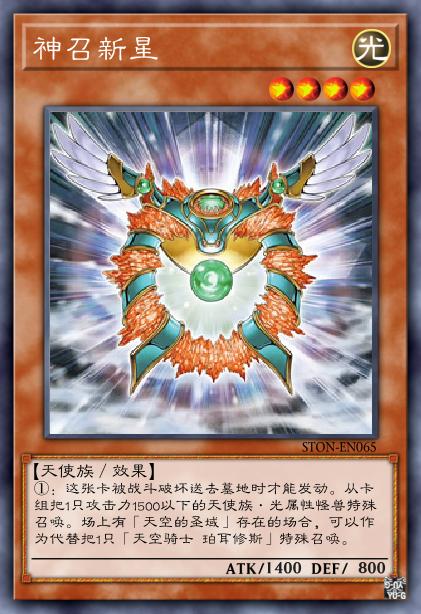 神召新星
光
STON-EN065
【天使族／效果】
①：这张卡被战斗破坏送去墓地时才能发动。从卡
组把1只攻击力1500以下的天使族·光属性怪兽特殊
召唤。场上有「天空的圣域」存在的场合，可以作
为代替把1只「天空骑士 珀耳修斯」特殊召唤。
ATK/1400 DEF/ 800